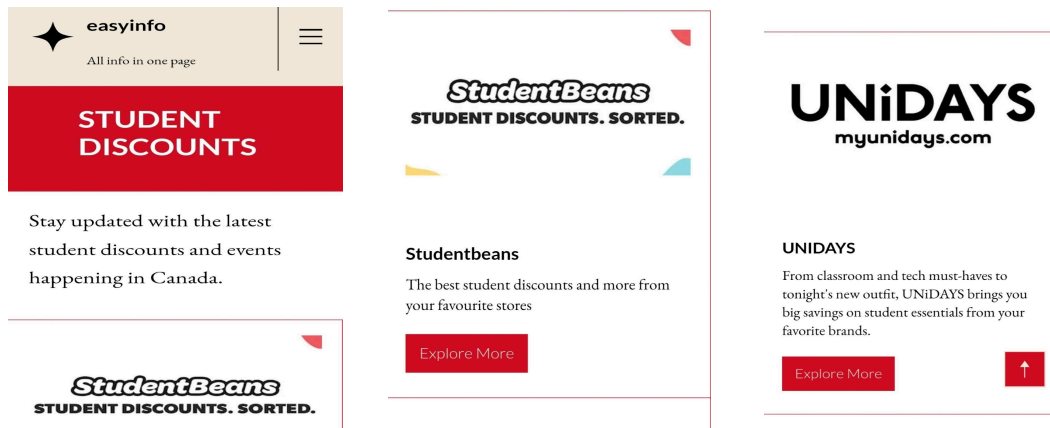 easyinfo
All info in one page
STUDENT
DISCOUNTS
Stay updated with the latest
student discounts and events
happening in Canada.
StudentBeans
STUDENT DISCOUNTS. SORTED.
StudentBeans
STUDENT DISCOUNTS. SORTED.
Studentbeans
The best student discounts and more from
your favourite stores
Explore More
UNiDAYS
myunidays.com
UNIDAYS
From classroom and tech must-haves to
tonight's new outfit, UNiDAYS brings you
big savings on student essentials from your
favorite brands.
Explore More